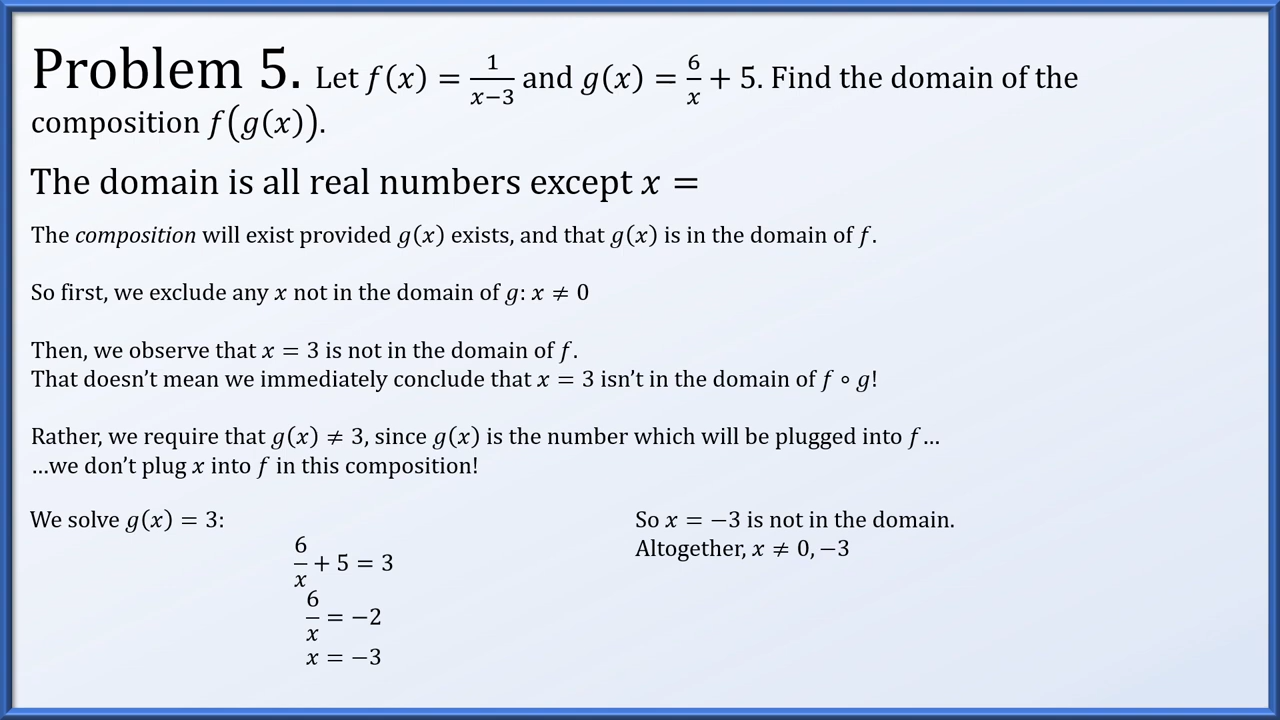 Problem 5. Let f(x) = 1/(x−3) and g(x) = 6/x + 5. Find the domain of the
composition f(g(x)).
The domain is all real numbers except x =
The composition will exist provided g(x) exists, and that g(x) is in the domain of f.
So first, we exclude any x not in the domain of g: x ≠ 0
Then, we observe that x = 3 is not in the domain of f.
That doesn’t mean we immediately conclude that x = 3 isn’t in the domain of f ∘ g!
Rather, we require that g(x) ≠ 3, since g(x) is the number which will be plugged into f…
…we don’t plug x into f in this composition!
We solve g(x) = 3:
6/x + 5 = 3
6/x = −2
x = −3
So x = −3 is not in the domain.
Altogether, x ≠ 0, −3